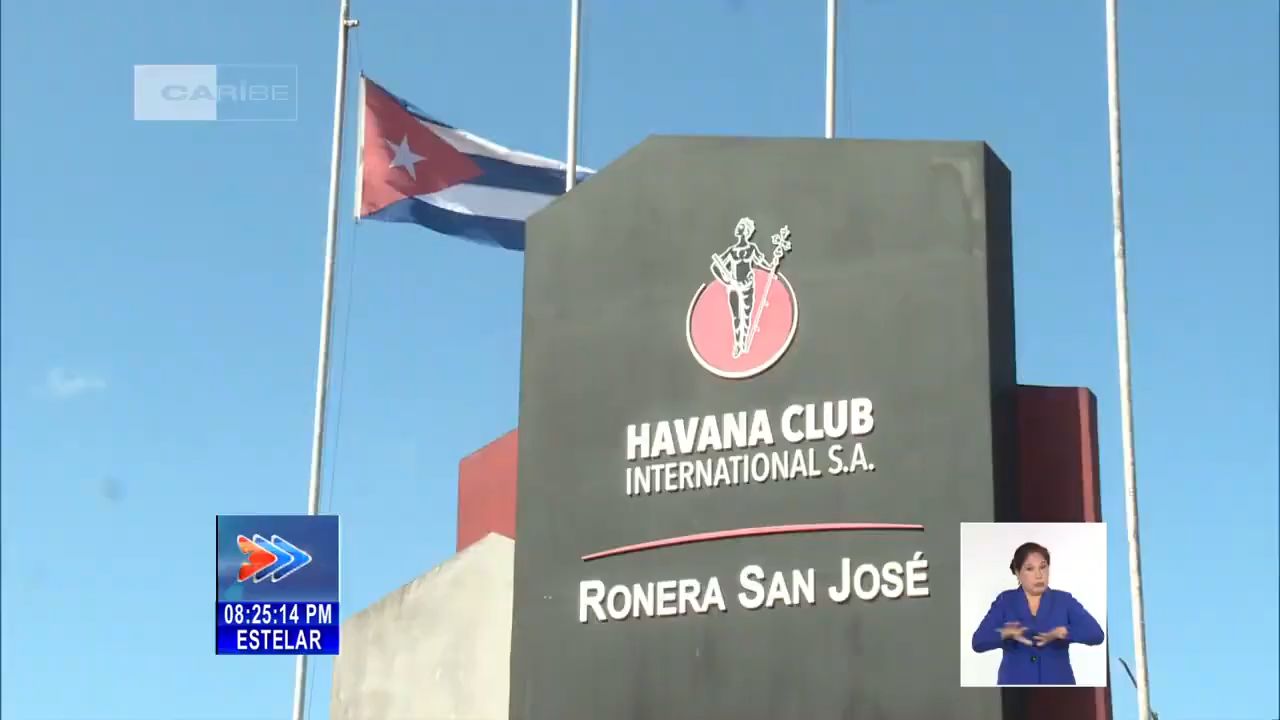 CARIBE
HAVANA CLUB
INTERNATIONAL S.A.
RONERA SAN JOSÉ
08:25:14 PM
ESTELAR